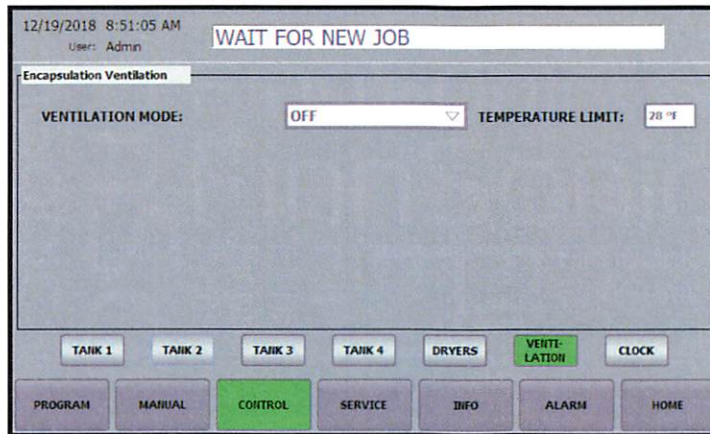 12/19/2018 8:51:05 AM
User: Admin
WAIT FOR NEW JOB
Encapsulation Ventilation
VENTILATION MODE: OFF TEMPERATURE LIMIT: 28 °F
TANK 1 TANK 2 TANK 3 TANK 4 DRYERS VENTI-
LATION CLOCK
PROGRAM MANUAL CONTROL SERVICE INFO ALARM HOME